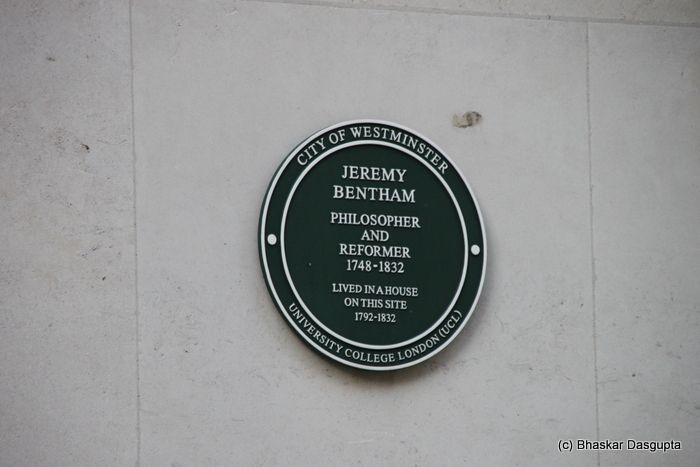 CITY OF WESTMINSTER
JEREMY
BENTHAM
PHILOSOPHER
AND
REFORMER
1748-1832
LIVED IN A HOUSE
ON THIS SITE
1792-1832
UNIVERSITY COLLEGE LONDON (UCL)
(c) Bhaskar Dasgupta